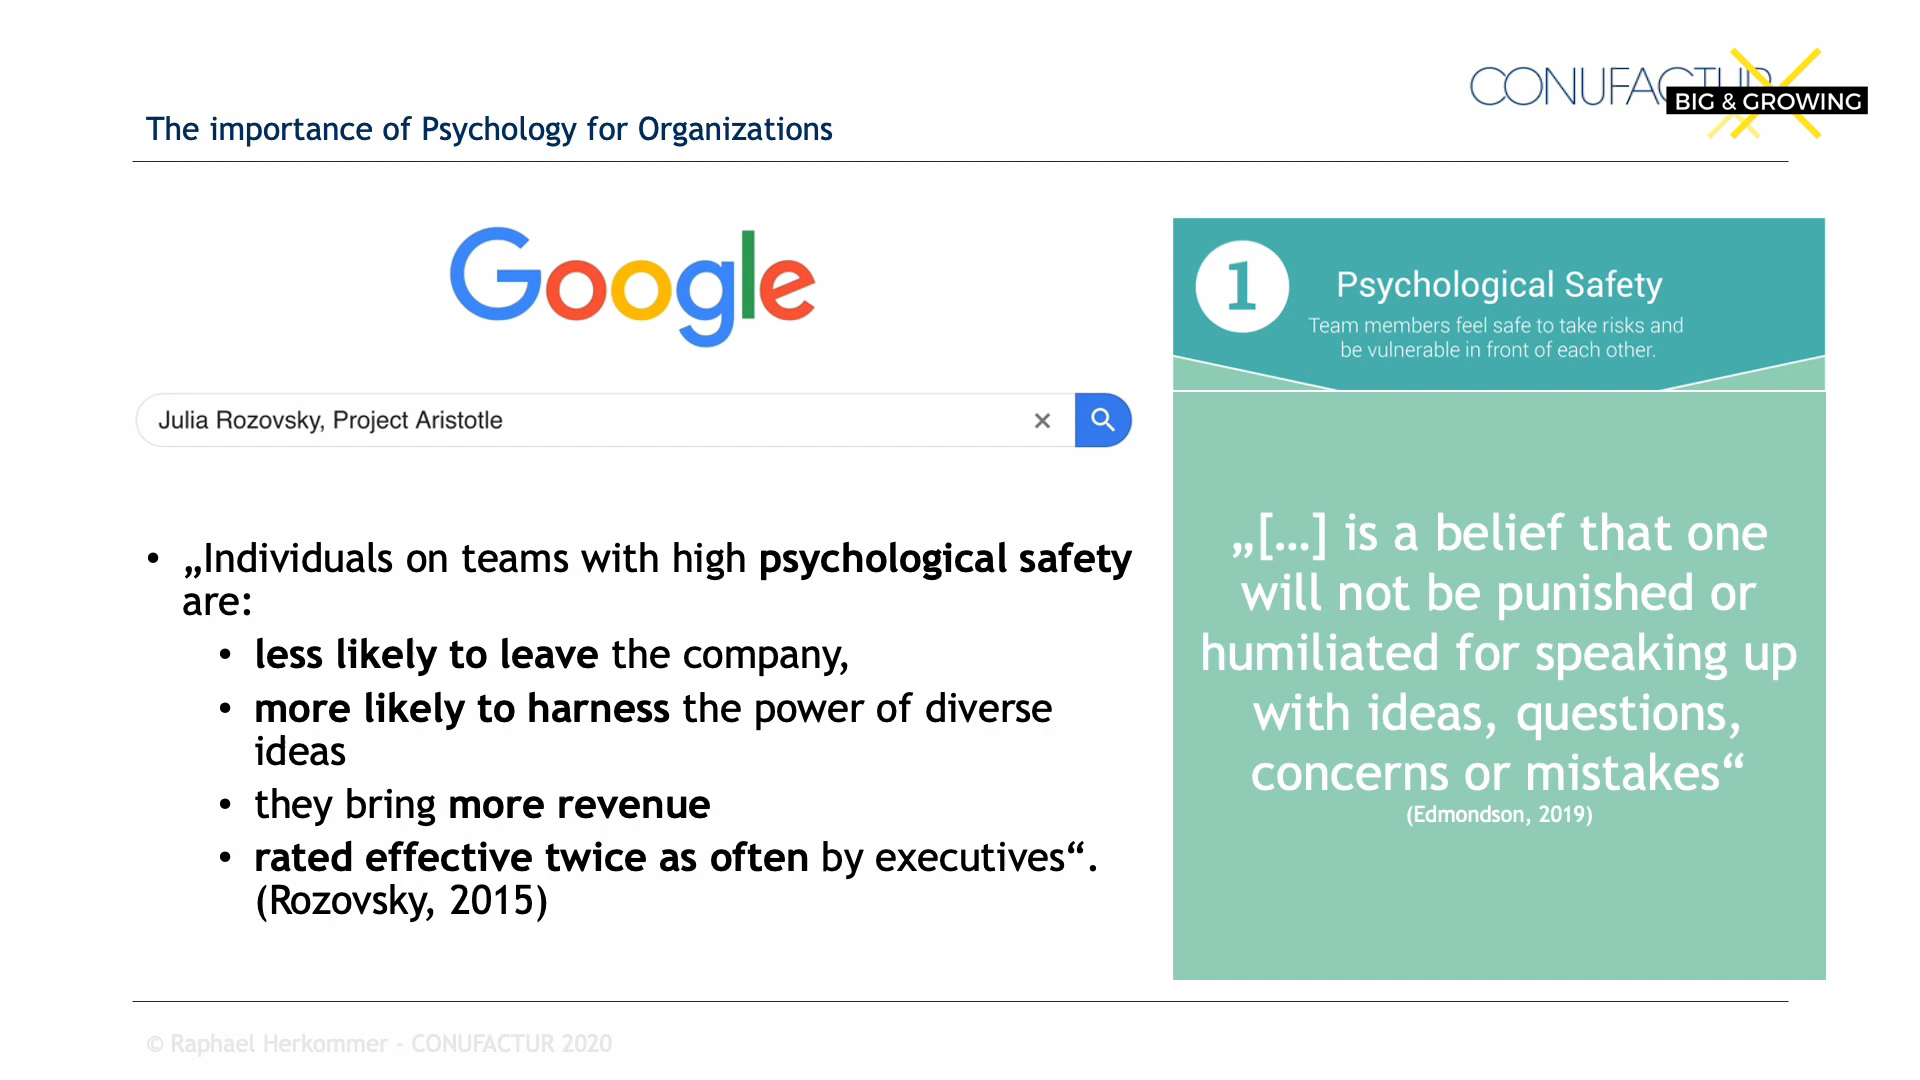 CONUFACTUR
BIG & GROWING
The importance of Psychology for Organizations
Google
Julia Rozovsky, Project Aristotle
• „Individuals on teams with high psychological safety
are:
• less likely to leave the company,
• more likely to harness the power of diverse
ideas
• they bring more revenue
• rated effective twice as often by executives“.
(Rozovsky, 2015)
1
Psychological Safety
Team members feel safe to take risks and
be vulnerable in front of each other.
„[…] is a belief that one
will not be punished or
humiliated for speaking up
with ideas, questions,
concerns or mistakes“
(Edmondson, 2019)
© Raphael Herkommer - CONUFACTUR 2020